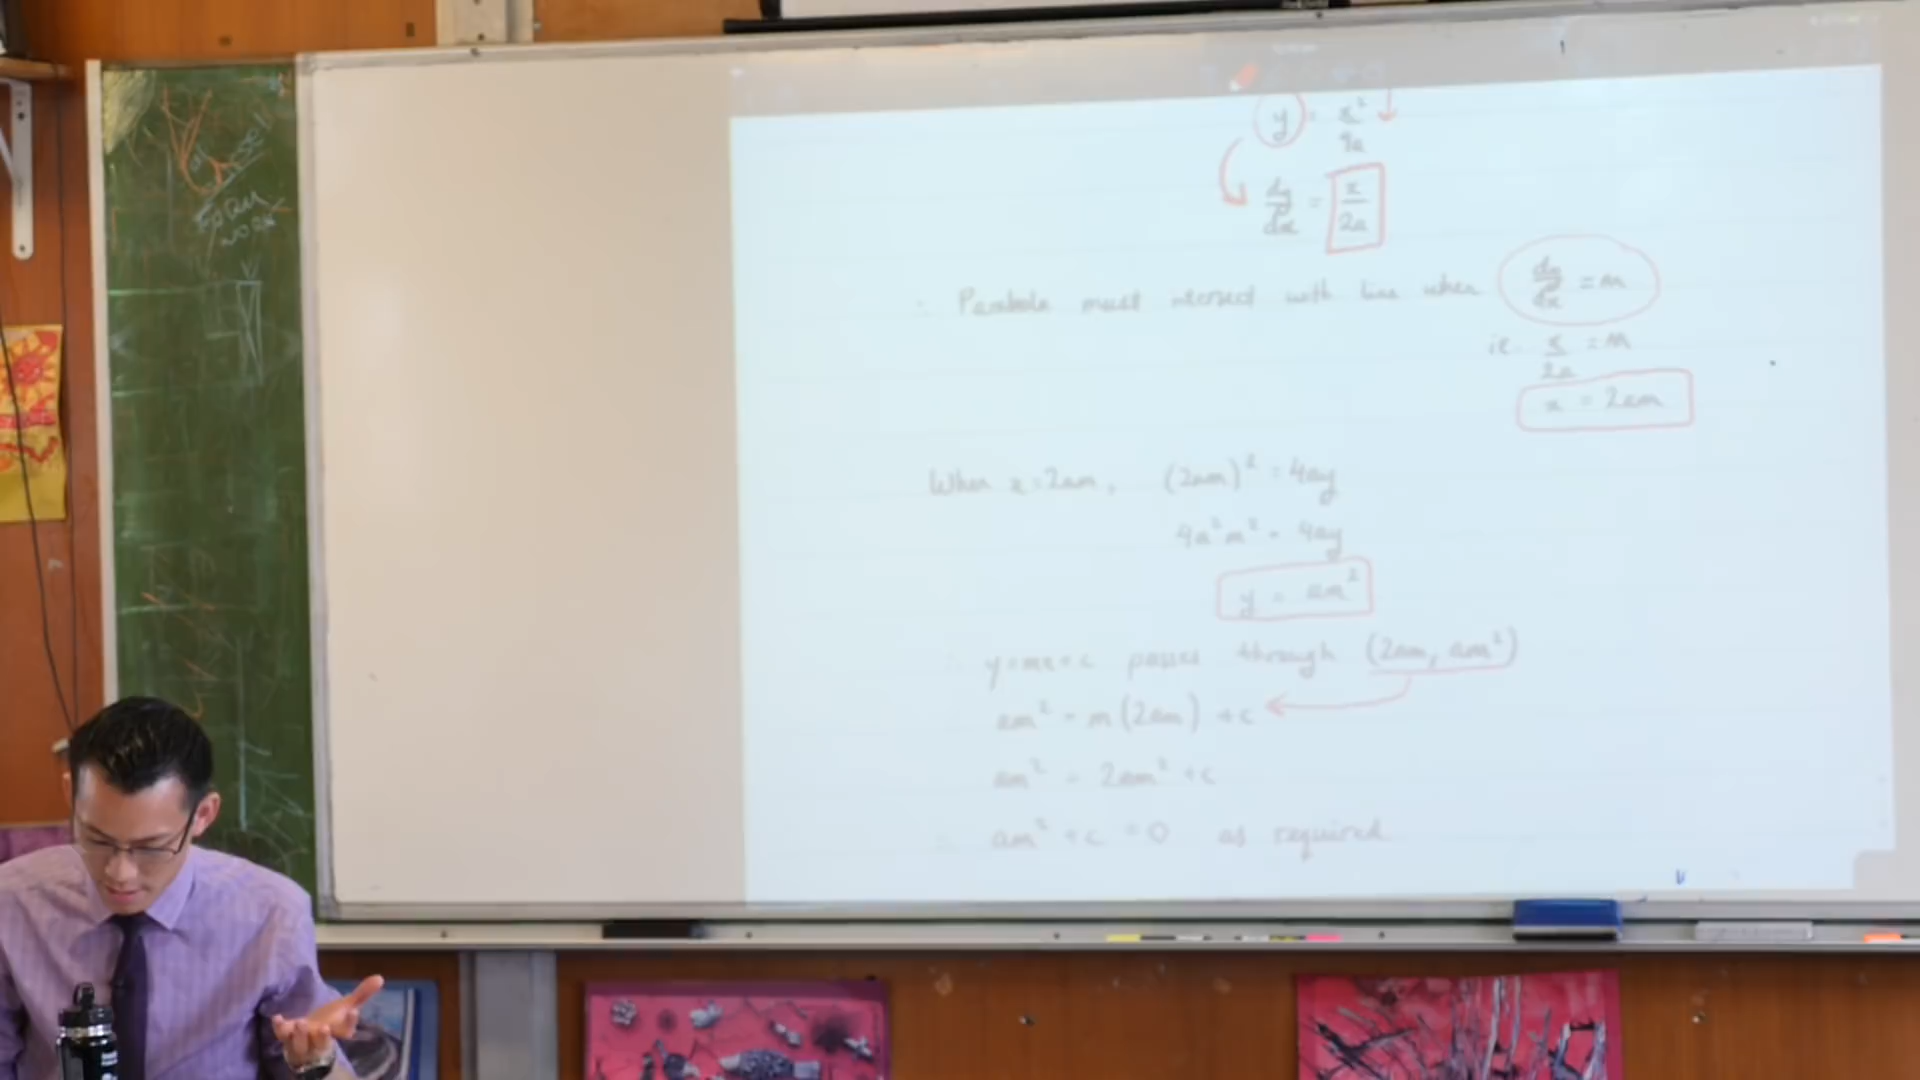 y = x²/4a
dy/dx = x/2a
∴ Parabola must intersect with line when dy/dx = m
i.e. x/2a = m
x = 2am
When x = 2am, (2am)² = 4ay
4a²m² = 4ay
y = am²
∴ y = mx + c passes through (2am, am²)
am² = m(2am) + c
am² = 2am² + c
∴ am² + c = 0 as required